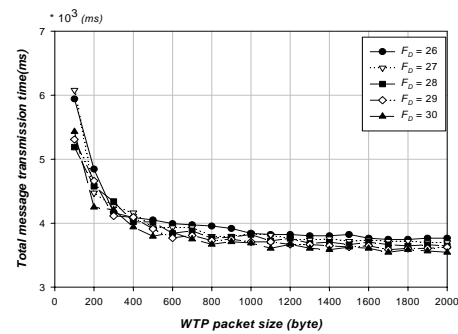 * 10³ (ms)
7
6
5
4
3
Total message transmission time(ms)
F_D = 26
F_D = 27
F_D = 28
F_D = 29
F_D = 30
0 200 400 600 800 1000 1200 1400 1600 1800 2000
WTP packet size (byte)